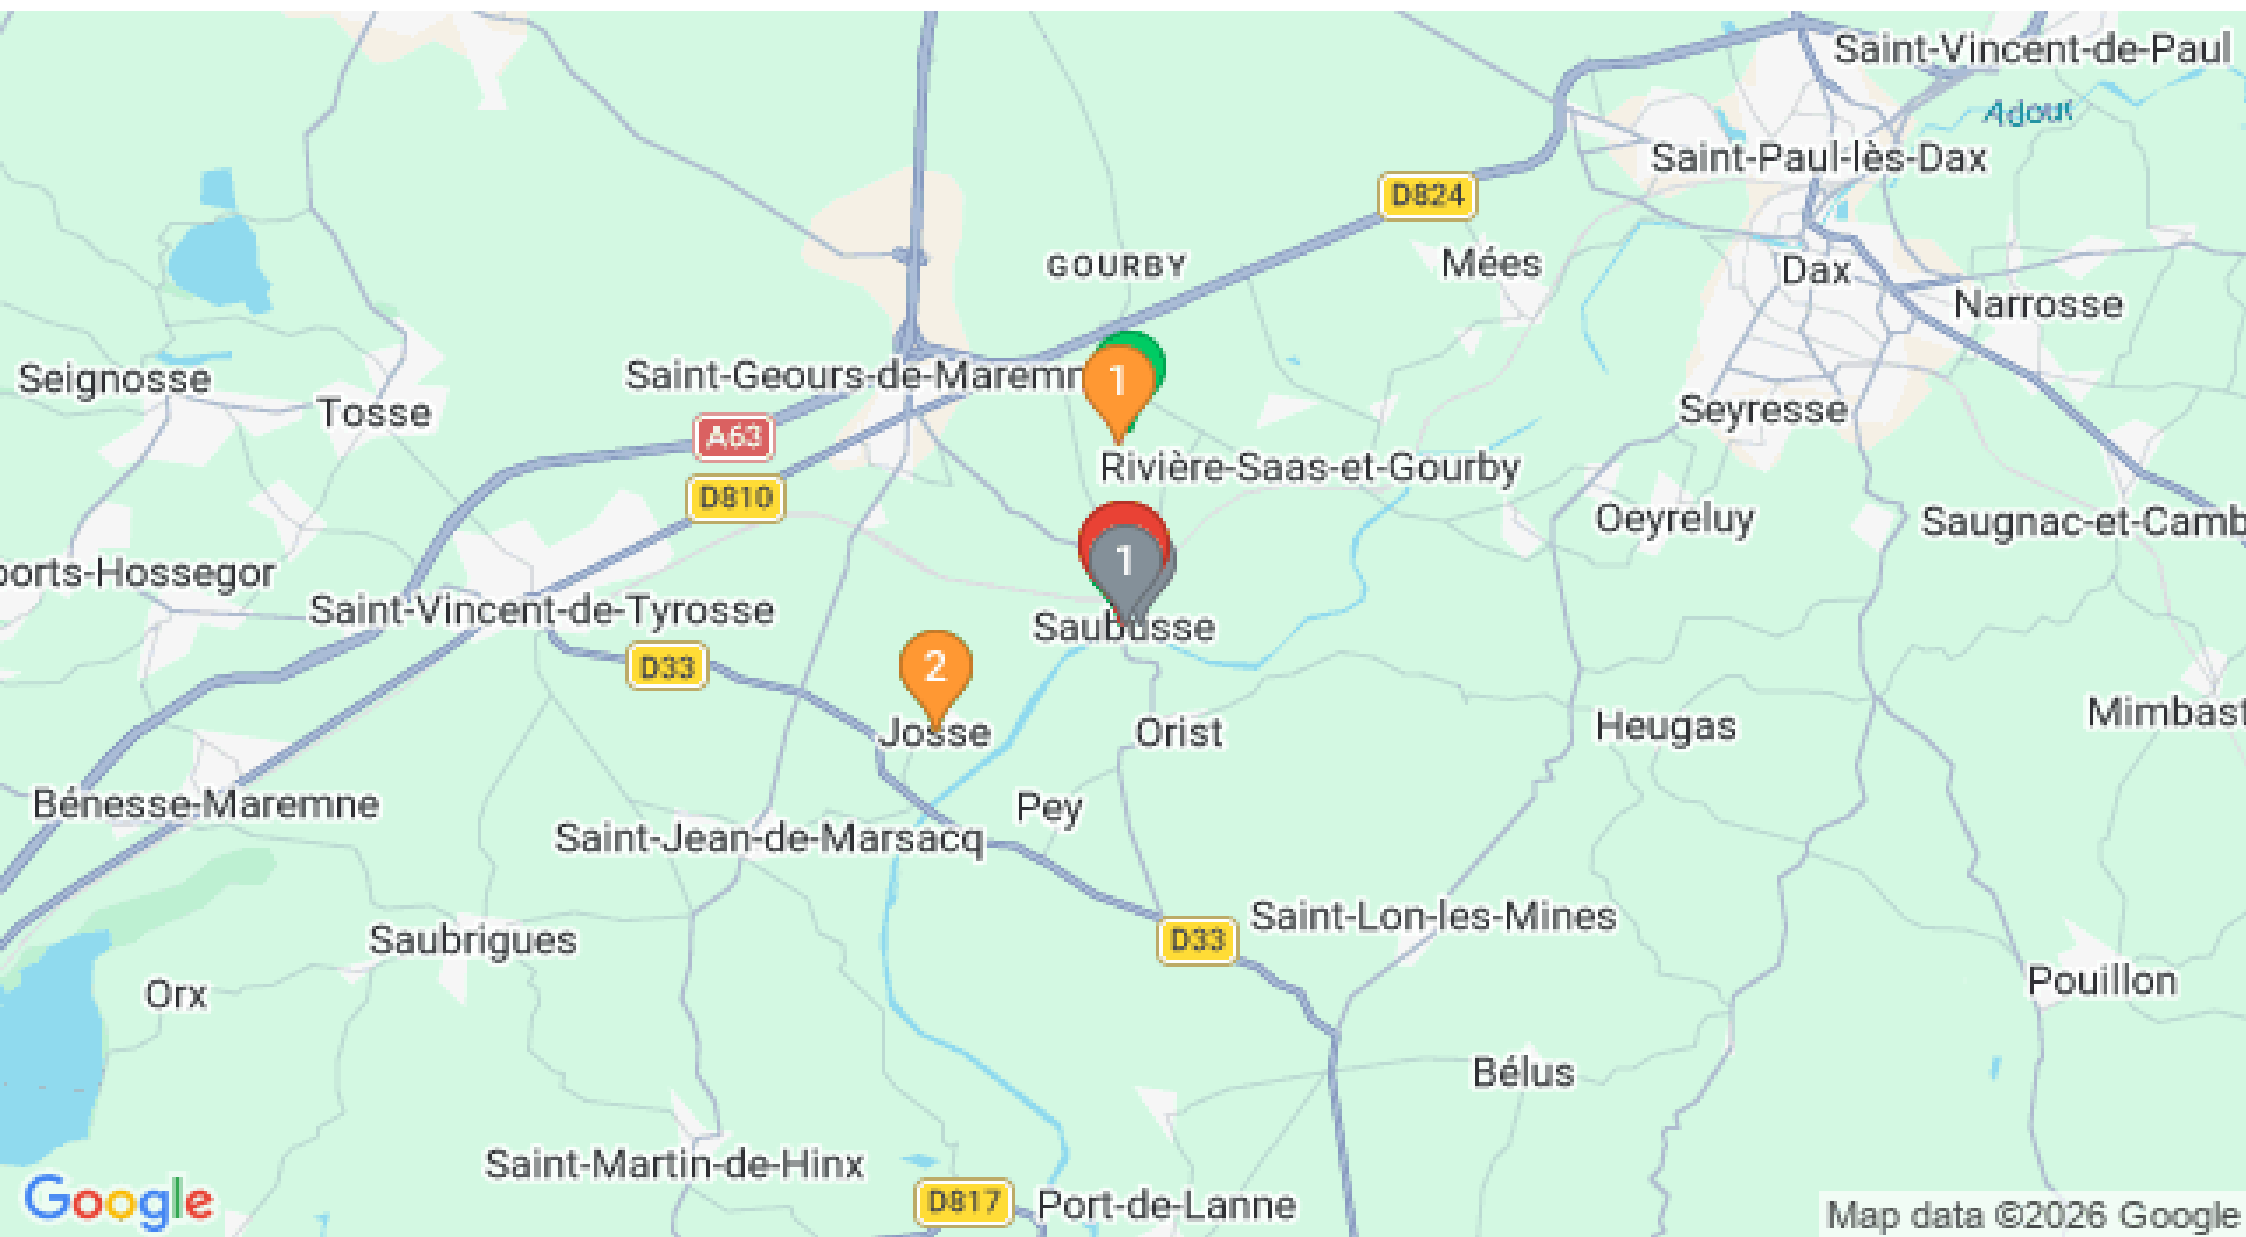 Saint-Vincent-de-Paul
Adour
Saint-Paul-lès-Dax
D824
GOURBY
Mées
Dax
Narrosse
Seignosse
Saint-Geours-de-Maremn
1
Tosse
Seyresse
A63
Rivière-Saas-et-Gourby
D810
Oeyreluy
Saugnac-et-Camb
1
orts-Hossegor
Saint-Vincent-de-Tyrosse
Saubusse
D33
2
Josse
Orist
Heugas
Mimbast
Bénesse-Maremne
Pey
Saint-Jean-de-Marsacq
Saint-Lon-les-Mines
D33
Saubrigues
Orx
Pouillon
Bélus
Saint-Martin-de-Hinx
Google
D817
Port-de-Lanne
Map data ©2026 Google